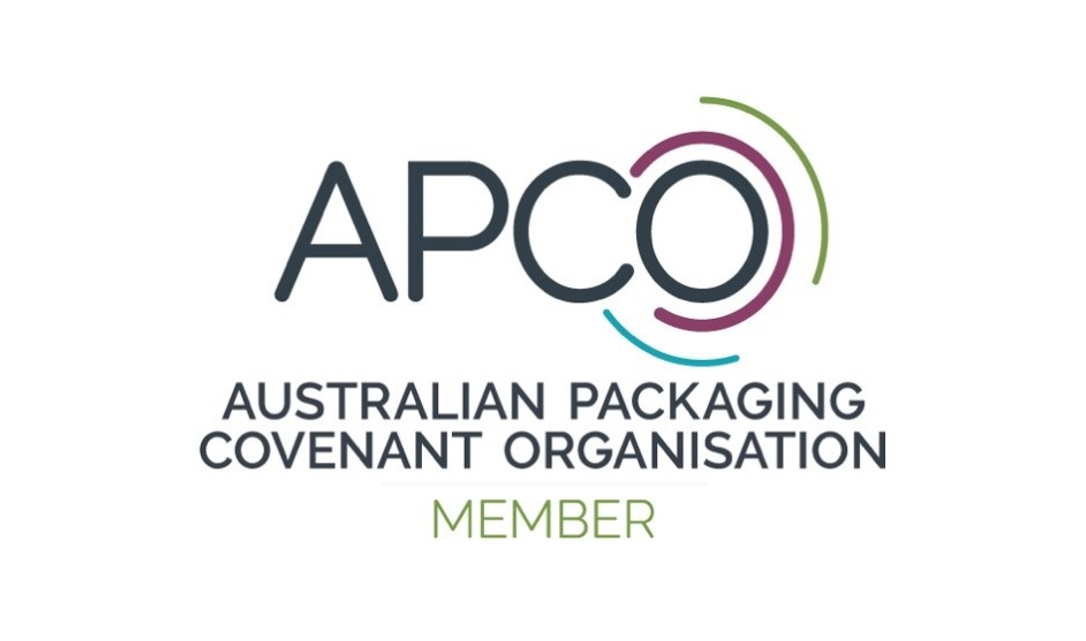 APCO
AUSTRALIAN PACKAGING
COVENANT ORGANISATION
MEMBER